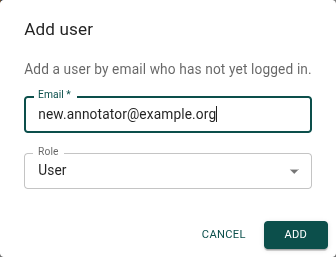 Add user
Add a user by email who has not yet logged in.
Email *
new.annotator@example.org
Role
User
CANCEL
ADD